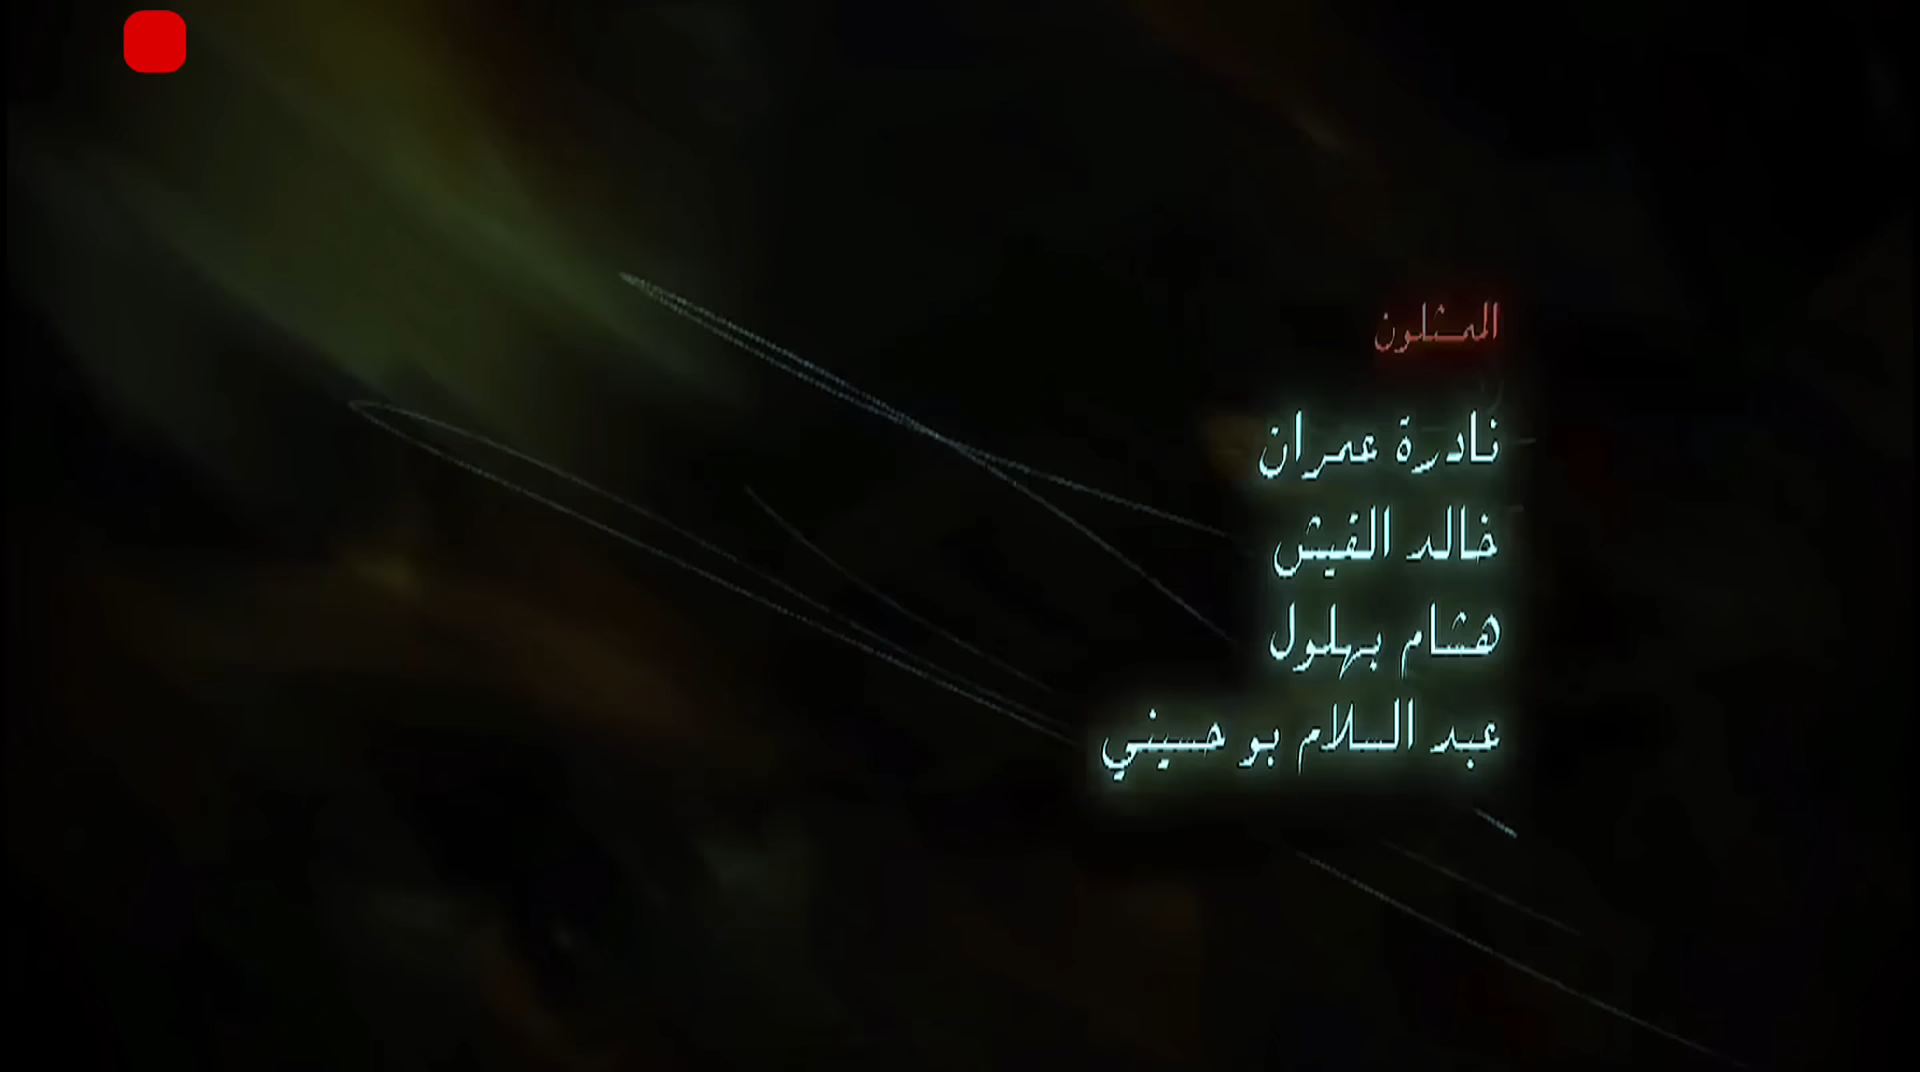 الممثلون
نادرة عمران
خالد الفيش
هشام بهلول
عبد السلام بو حسيني